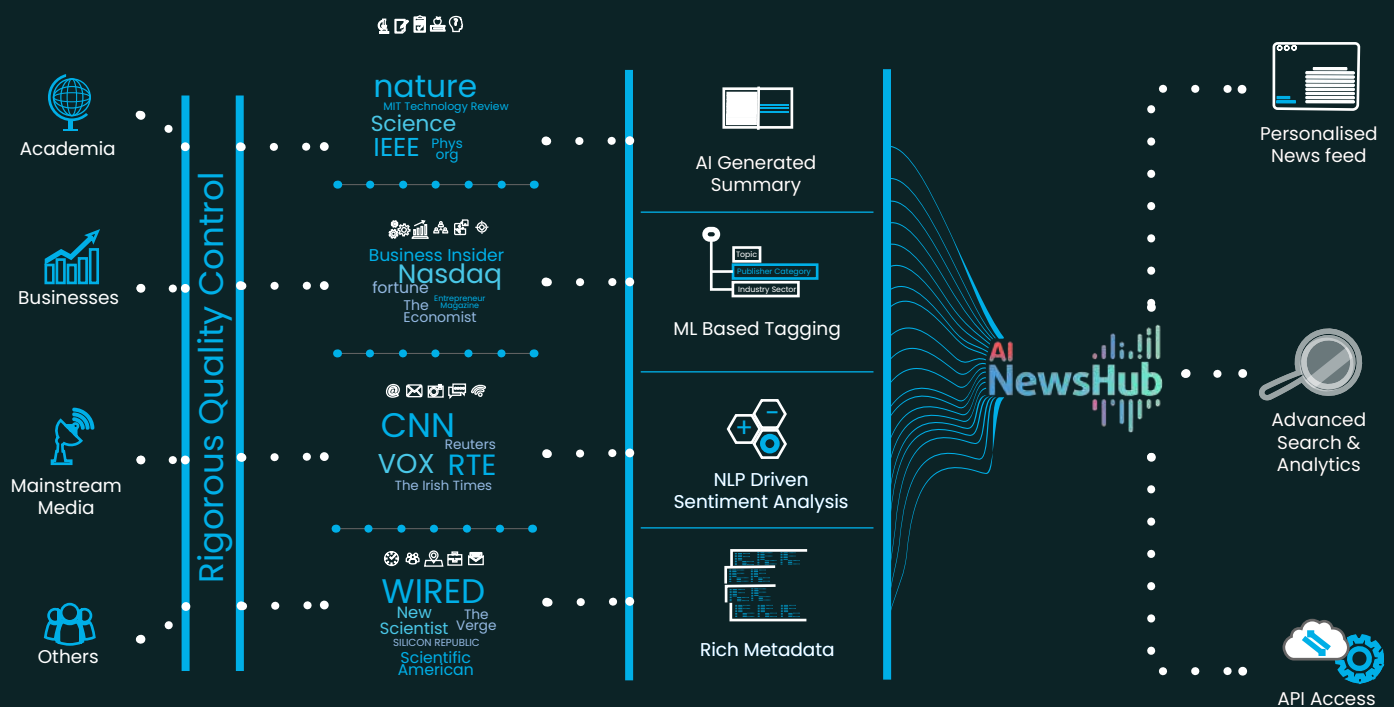 Academia
Businesses
Mainstream
Media
Others
Rigorous Quality Control
nature
MIT Technology Review
Science
IEEE
Phys
org
Business Insider
Nasdaq
fortune
Entrepreneur
Magazine
The
Economist
@
CNN
Reuters
VOX RTE
The Irish Times
WIRED
New
Scientist
The
Verge
SILICON REPUBLIC
Scientific
American
AI Generated
Summary
Topic
Publisher Category
Industry Sector
ML Based Tagging
NLP Driven
Sentiment Analysis
Rich Metadata
AI
NewsHub
Personalised
News feed
Advanced
Search &
Analytics
API Access